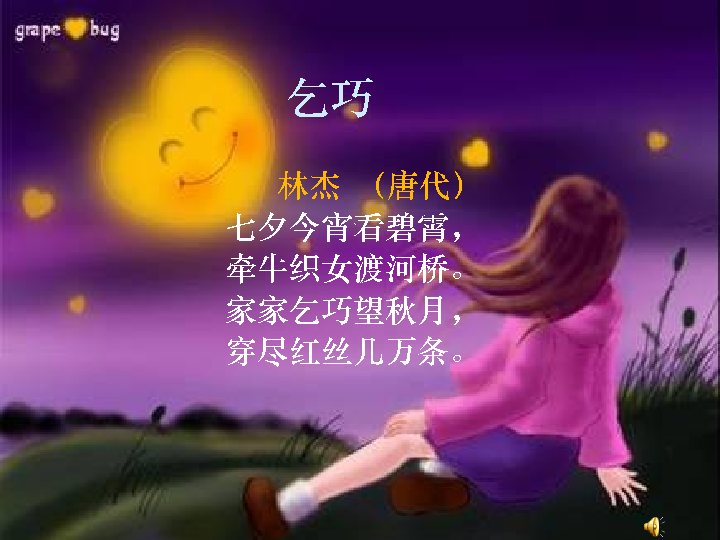 grape bug
乞巧
林杰 （唐代）
七夕今宵看碧霄，
牵牛织女渡河桥。
家家乞巧望秋月，
穿尽红丝几万条。